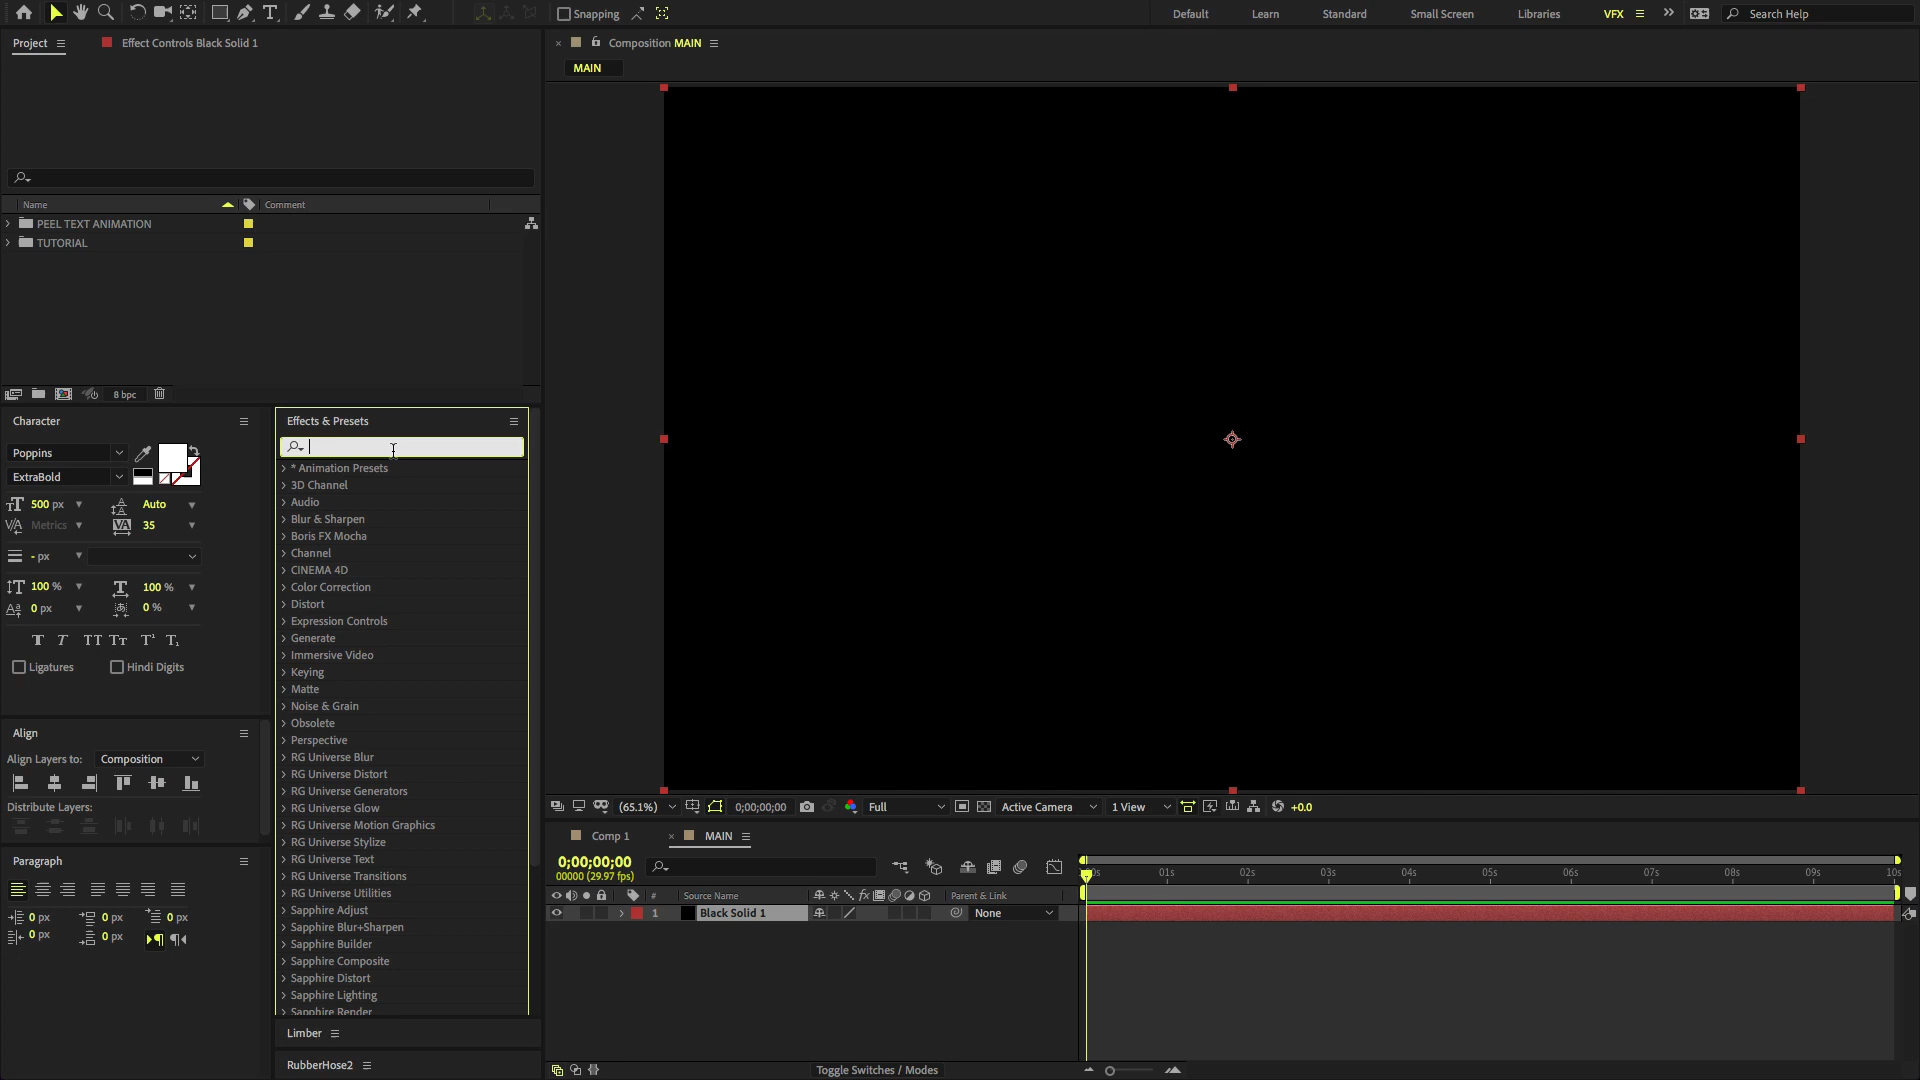 Snapping
Default
Learn
Standard
Small Screen
Libraries
VFX
Search Help
Project
Effect Controls Black Solid 1
Composition MAIN
MAIN
Name
Comment
PEEL TEXT ANIMATION
TUTORIAL
8 bpc
Character
Poppins
ExtraBold
500 px
Auto
Metrics
35
- px
100 %
100 %
0 px
0 %
Ligatures
Hindi Digits
Align
Align Layers to:
Composition
Distribute Layers:
Paragraph
0 px
0 px
0 px
0 px
0 px
Effects & Presets
* Animation Presets
3D Channel
Audio
Blur & Sharpen
Boris FX Mocha
Channel
CINEMA 4D
Color Correction
Distort
Expression Controls
Generate
Immersive Video
Keying
Matte
Noise & Grain
Obsolete
Perspective
RG Universe Blur
RG Universe Distort
RG Universe Generators
RG Universe Glow
RG Universe Motion Graphics
RG Universe Stylize
RG Universe Text
RG Universe Transitions
RG Universe Utilities
Sapphire Adjust
Sapphire Blur+Sharpen
Sapphire Builder
Sapphire Composite
Sapphire Distort
Sapphire Lighting
Sapphire Render
Limber
RubberHose2
(65.1%)
0;00;00;00
Full
Active Camera
1 View
+0.0
Comp 1
MAIN
0;00;00;00
00000 (29.97 fps)
#
Source Name
Parent & Link
1
Black Solid 1
None
01s
02s
03s
04s
05s
06s
07s
08s
09s
10s
Toggle Switches / Modes